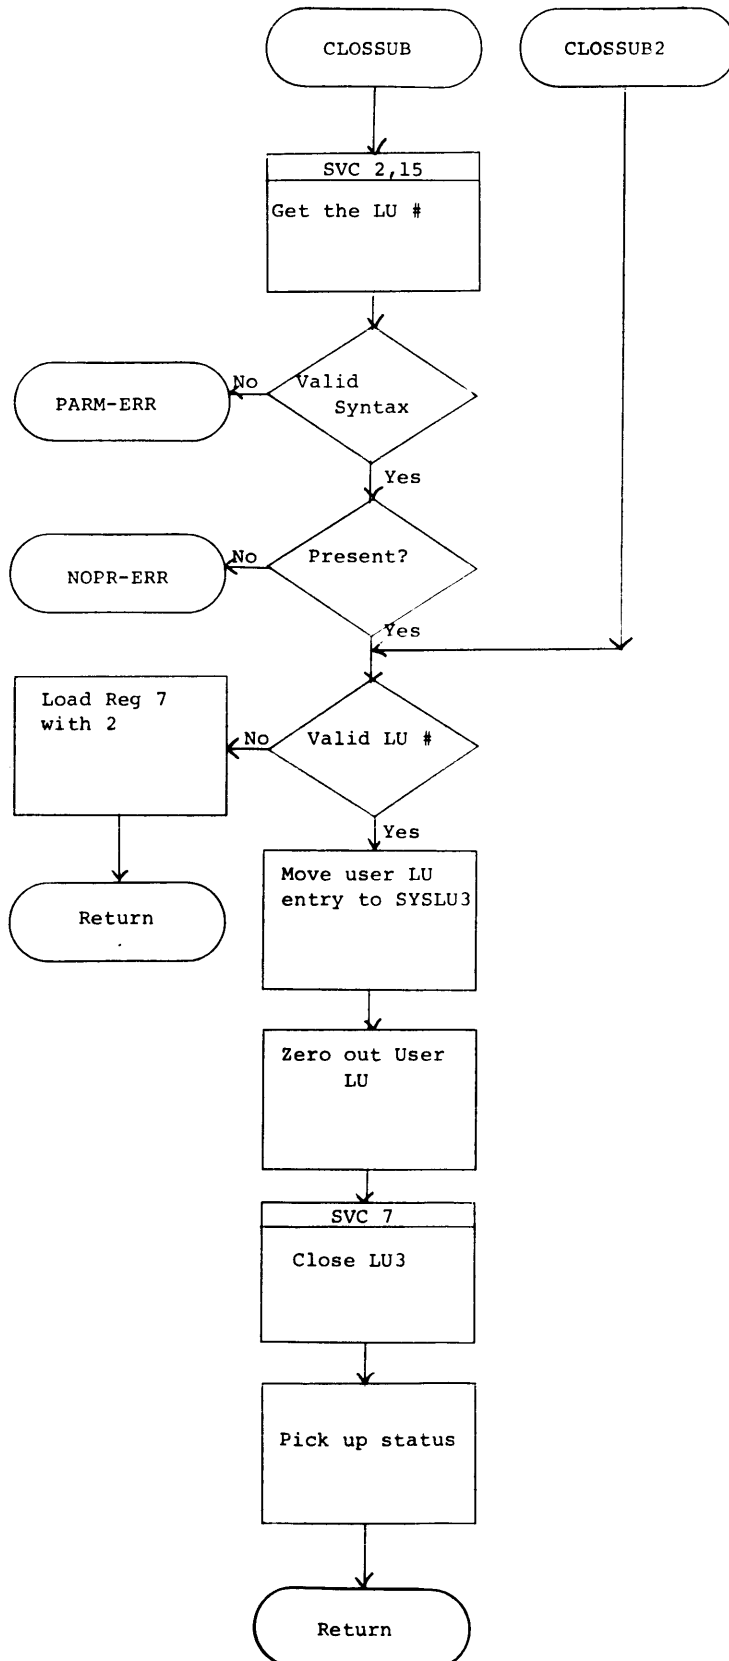 CLOSSUB
CLOSSUB2
SVC 2,15
Get the LU #
No
Valid
Syntax
PARM-ERR
Yes
No
Present?
NOPR-ERR
Yes
Load Reg 7
with 2
No
Valid LU #
Yes
Return
Move user LU
entry to SYSLU3
Zero out User
LU
SVC 7
Close LU3
Pick up status
Return